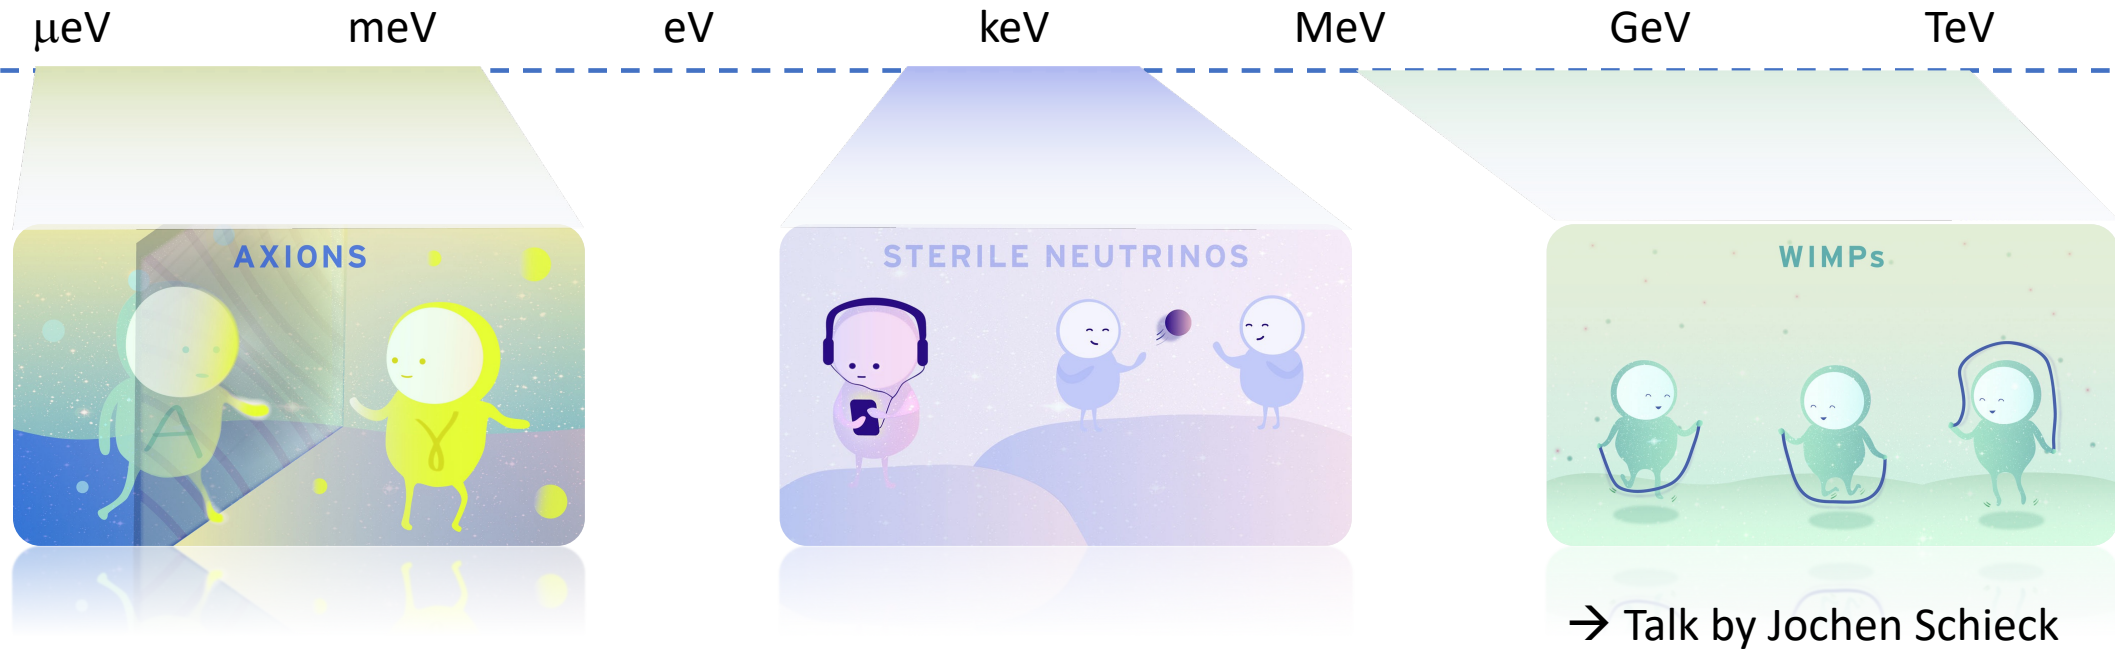 μeV meV eV keV MeV GeV TeV
AXIONS
STERILE NEUTRINOS
WIMPs
A
γ
→ Talk by Jochen Schieck